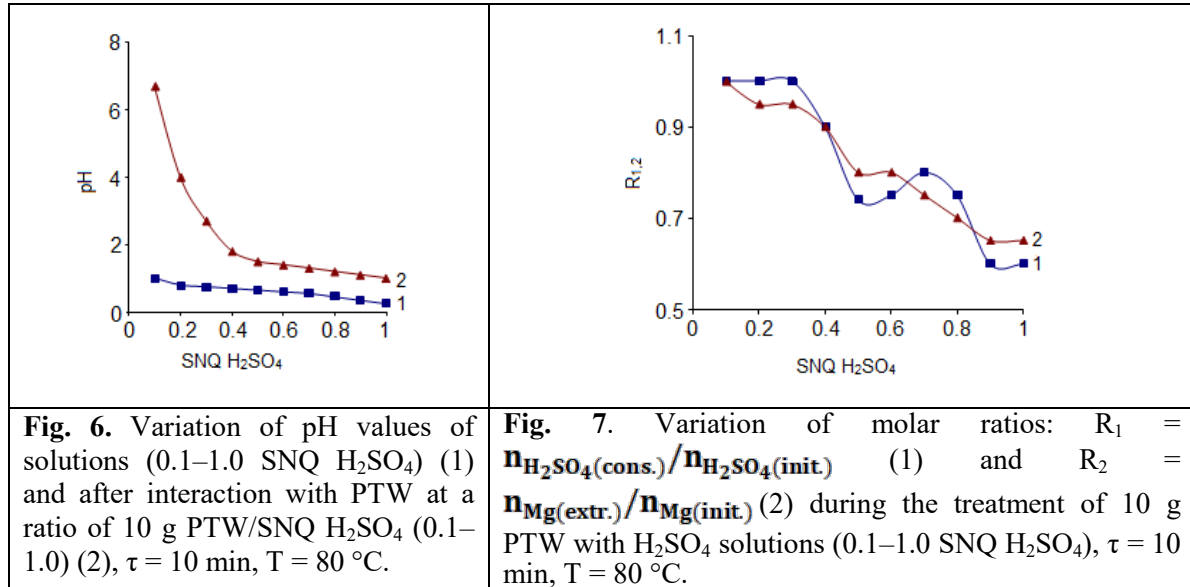 8
6
4
2
0
pH
0 0.2 0.4 0.6 0.8 1
SNQ H₂SO₄
2
1
1.1
0.9
0.7
0.5
R₁,₂
0 0.2 0.4 0.6 0.8 1
SNQ H₂SO₄
2
1
Fig. 6. Variation of pH values of
solutions (0.1–1.0 SNQ H₂SO₄) (1)
and after interaction with PTW at a
ratio of 10 g PTW/SNQ H₂SO₄ (0.1–
1.0) (2), τ = 10 min, T = 80 °C.
Fig. 7. Variation of molar ratios: R₁ =
n_H₂SO₄(cons.)/n_H₂SO₄(init.) (1) and R₂ =
n_Mg(extr.)/n_Mg(init.) (2) during the treatment of 10 g
PTW with H₂SO₄ solutions (0.1–1.0 SNQ H₂SO₄), τ = 10
min, T = 80 °C.